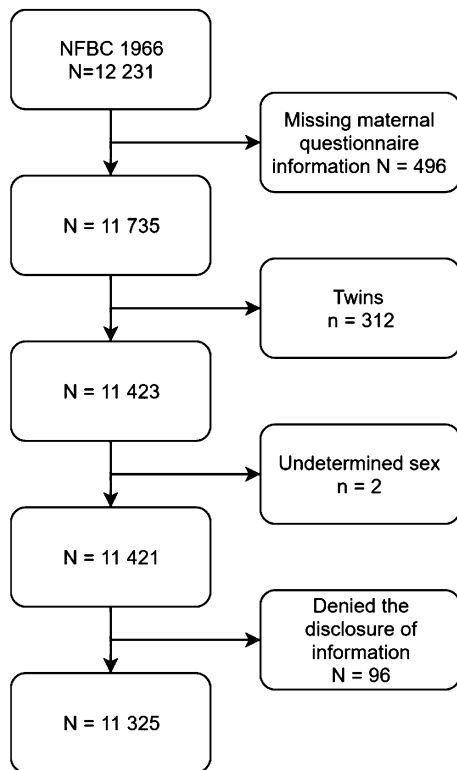 NFBC 1966
N=12 231
Missing maternal
questionnaire
information N = 496
N = 11 735
Twins
n = 312
N = 11 423
Undetermined sex
n = 2
N = 11 421
Denied the
disclosure of
information
N = 96
N = 11 325